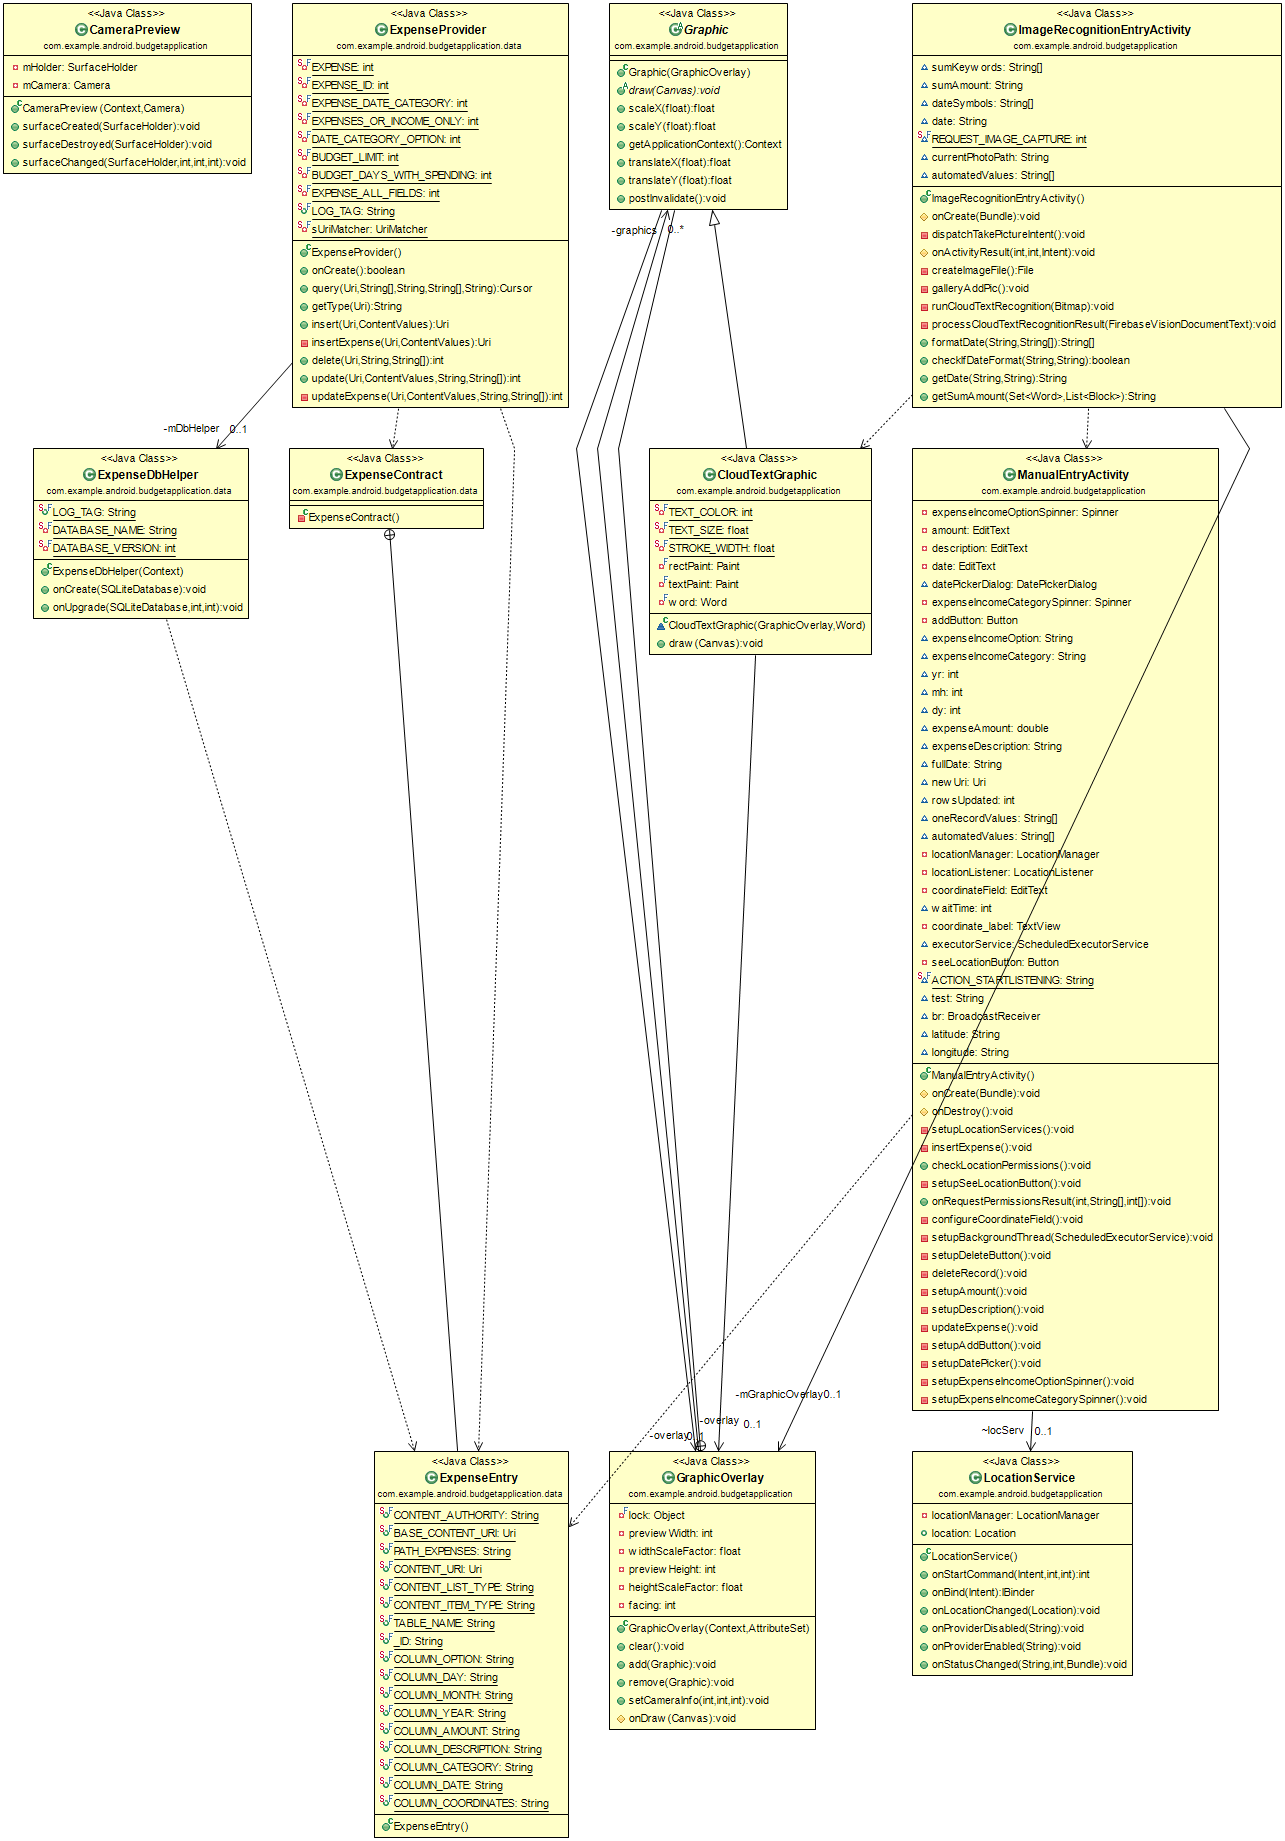 <<Java Class>>
CameraPreview
com.example.android.budgetapplication
mHolder: SurfaceHolder
mCamera: Camera
CameraPreview(Context,Camera)
surfaceCreated(SurfaceHolder):void
surfaceDestroyed(SurfaceHolder):void
surfaceChanged(SurfaceHolder,int,int,int):void
<<Java Class>>
ExpenseProvider
com.example.android.budgetapplication.data
EXPENSE: int
EXPENSE_ID: int
EXPENSE_DATE_CATEGORY: int
EXPENSES_OR_INCOME_ONLY: int
DATE_CATEGORY_OPTION: int
BUDGET_LIMIT: int
BUDGET_DAYS_WITH_SPENDING: int
EXPENSE_ALL_FIELDS: int
LOG_TAG: String
sUriMatcher: UriMatcher
ExpenseProvider()
onCreate():boolean
query(Uri,String[],String,String[],String):Cursor
getType(Uri):String
insert(Uri,ContentValues):Uri
insertExpense(Uri,ContentValues):Uri
delete(Uri,String,String[]):int
update(Uri,ContentValues,String,String[]):int
updateExpense(Uri,ContentValues,String,String[]):int
<<Java Class>>
Graphic
com.example.android.budgetapplication
Graphic(GraphicOverlay)
draw(Canvas):void
scaleX(float):float
scaleY(float):float
getApplicationContext():Context
translateX(float):float
translateY(float):float
postInvalidate():void
-graphics 0..*
<<Java Class>>
ImageRecognitionEntryActivity
com.example.android.budgetapplication
sumKeywords: String[]
sumAmount: String
dateSymbols: String[]
date: String
REQUEST_IMAGE_CAPTURE: int
currentPhotoPath: String
automatedValues: String[]
ImageRecognitionEntryActivity()
onCreate(Bundle):void
dispatchTakePictureIntent():void
onActivityResult(int,int,Intent):void
createImageFile():File
galleryAddPic():void
runCloudTextRecognition(Bitmap):void
processCloudTextRecognitionResult(FirebaseVisionDocumentText):void
formatDate(String,String[]):String[]
checkIfDateFormat(String,String):boolean
getDate(String,String):String
getSumAmount(Set<Word>,List<Block>):String
-mDbHelper 0..1
<<Java Class>>
ExpenseDbHelper
com.example.android.budgetapplication.data
LOG_TAG: String
DATABASE_NAME: String
DATABASE_VERSION: int
ExpenseDbHelper(Context)
onCreate(SQLiteDatabase):void
onUpgrade(SQLiteDatabase,int,int):void
<<Java Class>>
ExpenseContract
com.example.android.budgetapplication.data
ExpenseContract()
<<Java Class>>
CloudTextGraphic
com.example.android.budgetapplication
TEXT_COLOR: int
TEXT_SIZE: float
STROKE_WIDTH: float
rectPaint: Paint
textPaint: Paint
word: Word
CloudTextGraphic(GraphicOverlay,Word)
draw(Canvas):void
<<Java Class>>
ManualEntryActivity
com.example.android.budgetapplication
expenseIncomeOptionSpinner: Spinner
amount: EditText
description: EditText
date: EditText
datePickerDialog: DatePickerDialog
expenseIncomeCategorySpinner: Spinner
addButton: Button
expenseIncomeOption: String
expenseIncomeCategory: String
yr: int
mh: int
dy: int
expenseAmount: double
expenseDescription: String
fullDate: String
newUri: Uri
rowsUpdated: int
oneRecordValues: String[]
automatedValues: String[]
locationManager: LocationManager
locationListener: LocationListener
coordinateField: EditText
waitTime: int
coordinate_label: TextView
executorService: ScheduledExecutorService
seeLocationButton: Button
ACTION_STARTLISTENING: String
test: String
br: BroadcastReceiver
latitude: String
longitude: String
ManualEntryActivity()
onCreate(Bundle):void
onDestroy():void
setupLocationServices():void
insertExpense():void
checkLocationPermissions():void
setupSeeLocationButton():void
onRequestPermissionsResult(int,String[],int[]):void
configureCoordinateField():void
setupBackgroundThread(ScheduledExecutorService):void
setupDeleteButton():void
deleteRecord():void
setupAmount():void
setupDescription():void
updateExpense():void
setupAddButton():void
setupDatePicker():void
setupExpenseIncomeOptionSpinner():void
setupExpenseIncomeCategorySpinner():void
-mGraphicOverlay 0..1
-overlay 0..1
-overlay 0..1
~locServ 0..1
<<Java Class>>
ExpenseEntry
com.example.android.budgetapplication.data
CONTENT_AUTHORITY: String
BASE_CONTENT_URI: Uri
PATH_EXPENSES: String
CONTENT_URI: Uri
CONTENT_LIST_TYPE: String
CONTENT_ITEM_TYPE: String
TABLE_NAME: String
_ID: String
COLUMN_OPTION: String
COLUMN_DAY: String
COLUMN_MONTH: String
COLUMN_YEAR: String
COLUMN_AMOUNT: String
COLUMN_DESCRIPTION: String
COLUMN_CATEGORY: String
COLUMN_DATE: String
COLUMN_COORDINATES: String
ExpenseEntry()
<<Java Class>>
GraphicOverlay
com.example.android.budgetapplication
lock: Object
previewWidth: int
widthScaleFactor: float
previewHeight: int
heightScaleFactor: float
facing: int
GraphicOverlay(Context,AttributeSet)
clear():void
add(Graphic):void
remove(Graphic):void
setCameraInfo(int,int,int):void
onDraw(Canvas):void
<<Java Class>>
LocationService
com.example.android.budgetapplication
locationManager: LocationManager
location: Location
LocationService()
onStartCommand(Intent,int,int):int
onBind(Intent):IBinder
onLocationChanged(Location):void
onProviderDisabled(String):void
onProviderEnabled(String):void
onStatusChanged(String,int,Bundle):void